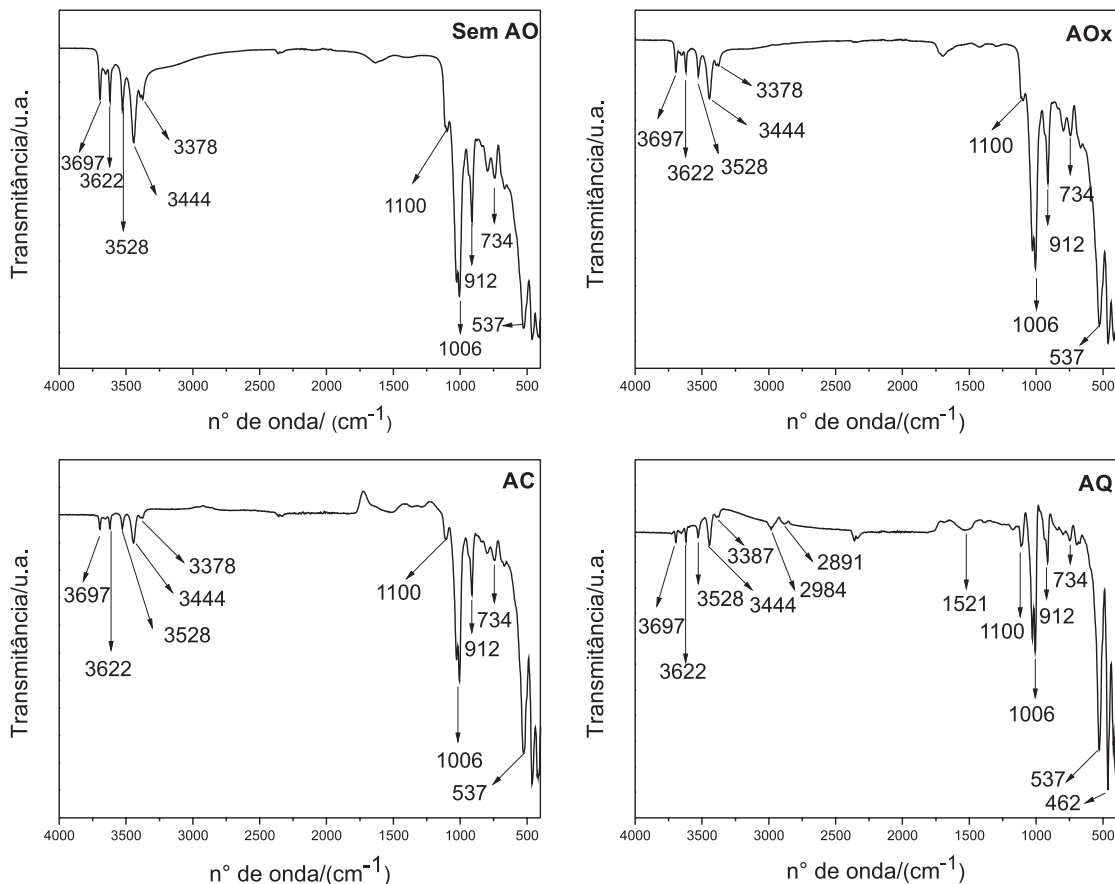 Sem AO
Transmitância/u.a.
3697
3622
3528
3444
3378
1100
1006
912
734
537
4000 3500 3000 2500 2000 1500 1000 500
n° de onda/ (cm⁻¹)
AOx
Transmitância/u.a.
3697
3622
3528
3444
3378
1100
1006
912
734
537
4000 3500 3000 2500 2000 1500 1000 500
n° de onda/(cm⁻¹)
AC
Transmitância/u.a.
3697
3622
3528
3444
3378
1100
1006
912
734
537
4000 3500 3000 2500 2000 1500 1000 500
n° de onda/(cm⁻¹)
AQ
Transmitância/u.a.
3697
3622
3528
3444
3387
2984
2891
1521
1100
1006
912
734
537
462
4000 3500 3000 2500 2000 1500 1000 500
n° de onda/(cm⁻¹)